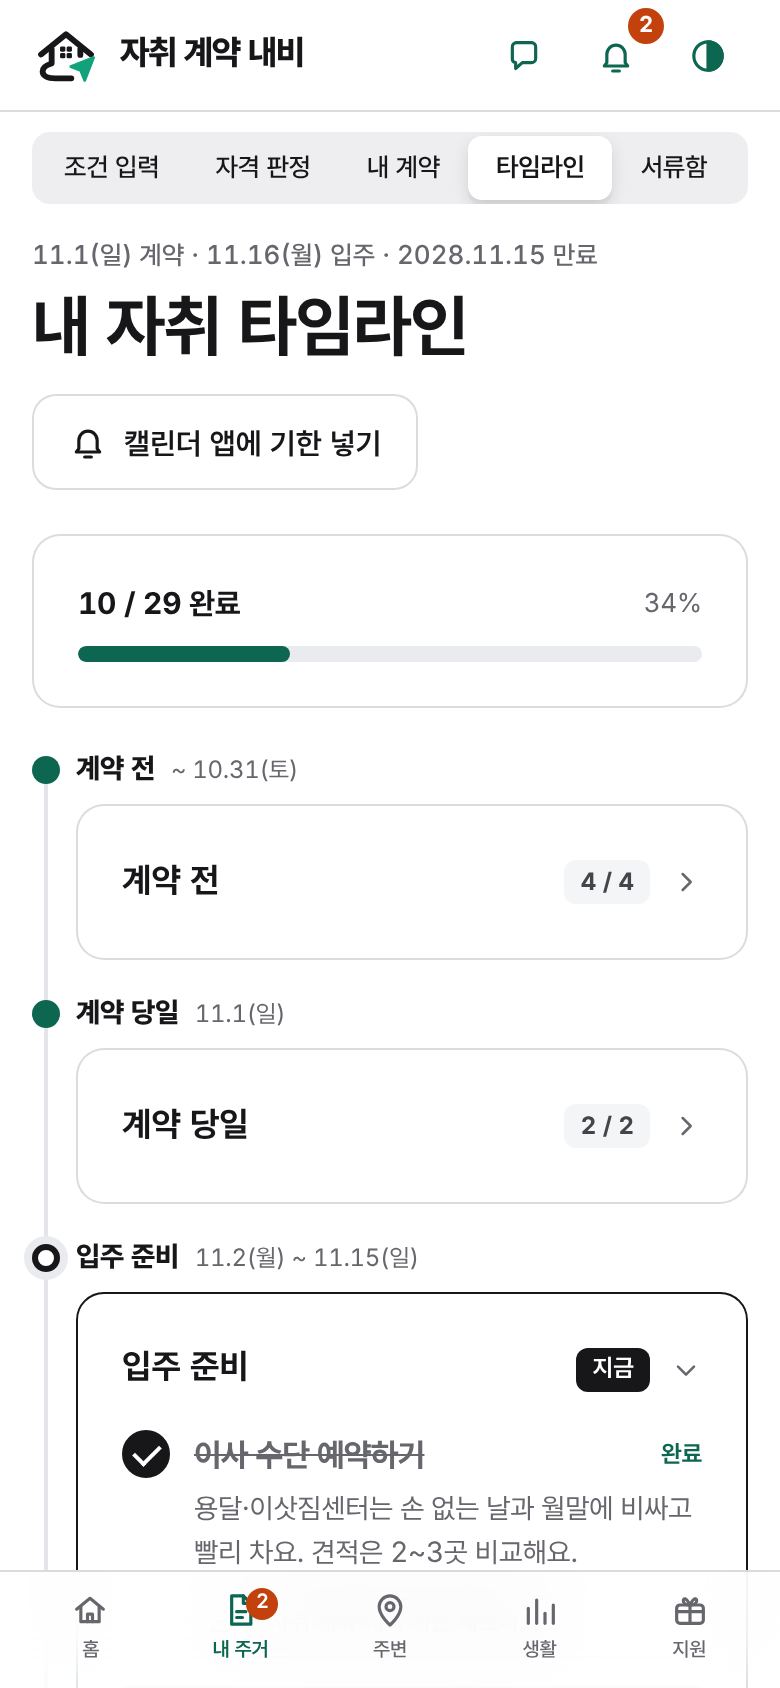 자취 계약 내비
2
조건 입력 자격 판정 내 계약 타임라인 서류함
11.1(일) 계약 · 11.16(월) 입주 · 2028.11.15 만료
내 자취 타임라인
캘린더 앱에 기한 넣기
10 / 29 완료 34%
계약 전 ~ 10.31(토)
계약 전 4 / 4
계약 당일 11.1(일)
계약 당일 2 / 2
입주 준비 11.2(월) ~ 11.15(일)
입주 준비 지금
이사 수단 예약하기 완료
용달·이삿짐센터는 손 없는 날과 월말에 비싸고
빨리 차요. 견적은 2~3곳 비교해요.
2
홈 내 주거 주변 생활 지원